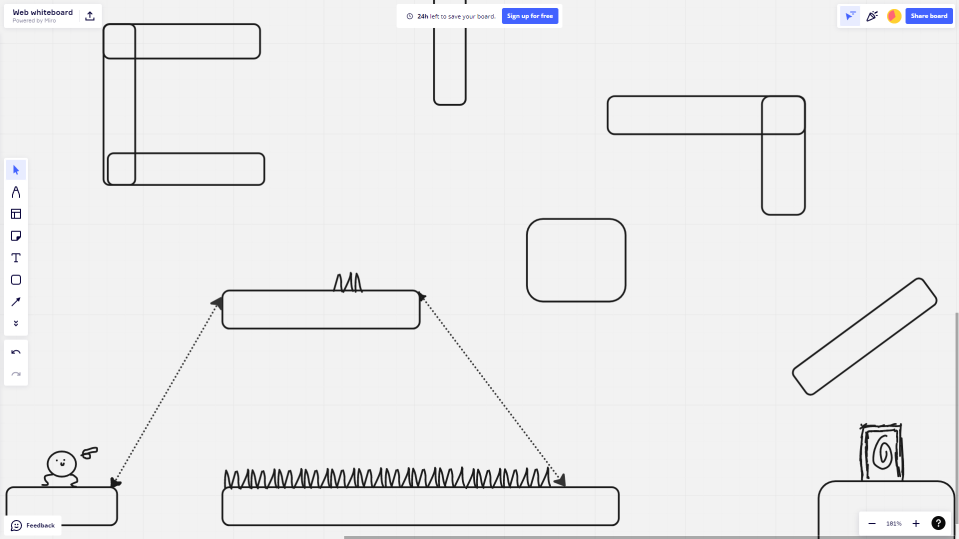 Web whiteboard
Powered by Miro
24h left to save your board. Sign up for free
Share board
Feedback
181%